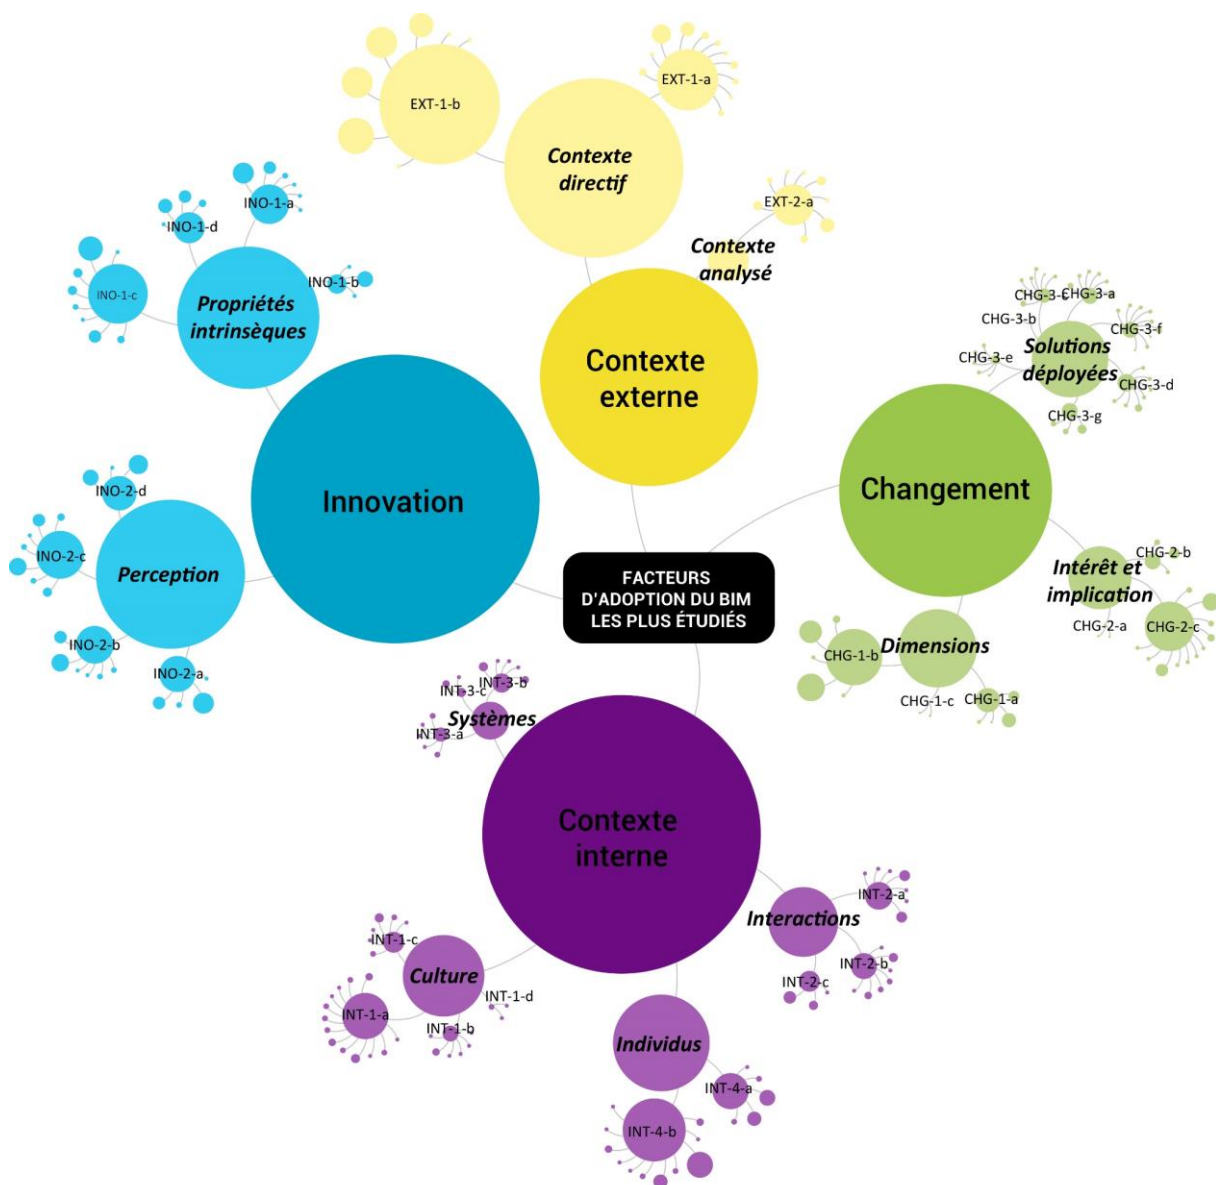 EXT-1-b
EXT-1-a
Contexte
directif
EXT-2-a
Contexte
analysé
Contexte
externe
INO-1-a
INO-1-d
INO-1-b
INO-1-c
Propriétés
intrinsèques
Innovation
INO-2-d
INO-2-c
Perception
INO-2-b
INO-2-a
FACTEURS
D'ADOPTION DU BIM
LES PLUS ÉTUDIÉS
CHG-3-c
CHG-3-a
CHG-3-b
CHG-3-f
CHG-3-e
Solutions
déployées
CHG-3-d
CHG-3-g
Changement
CHG-2-b
Intérêt et
implication
CHG-2-a
CHG-2-c
Dimensions
CHG-1-b
CHG-1-c
CHG-1-a
INT-3-b
INT-3-c
Systèmes
INT-3-a
Contexte
interne
INT-2-a
Interactions
INT-2-b
INT-2-c
INT-1-c
Culture
INT-1-d
INT-1-a
INT-1-b
Individus
INT-4-a
INT-4-b